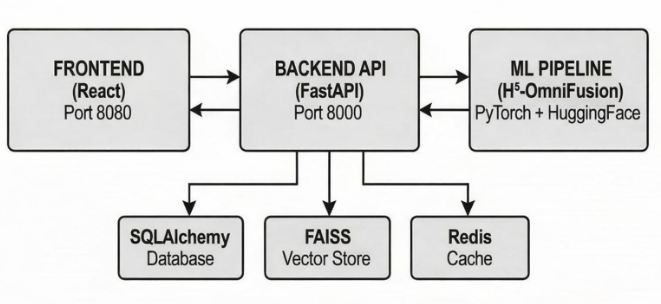 FRONTEND
(React)
Port 8080
BACKEND API
(FastAPI)
Port 8000
ML PIPELINE
(H⁵-OmniFusion)
PyTorch + HuggingFace
SQLAlchemy
Database
FAISS
Vector Store
Redis
Cache